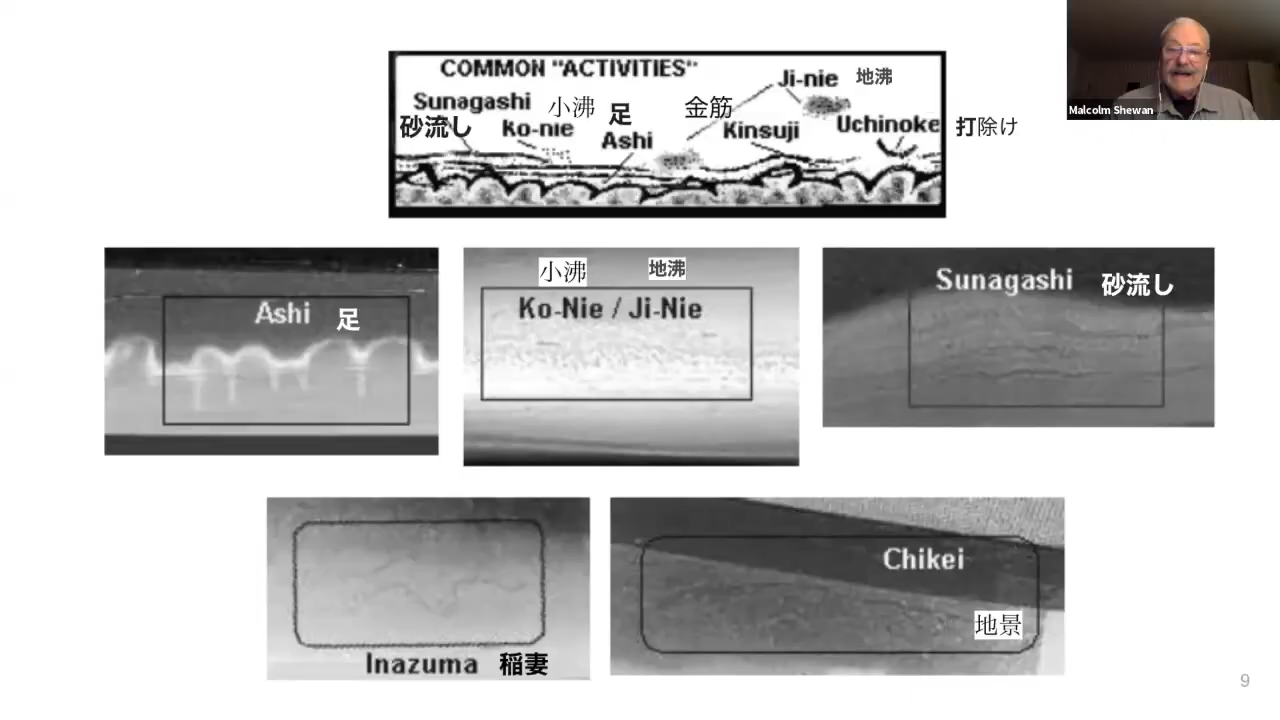 COMMON "ACTIVITIES"
Ji-nie 地沸
Sunagashi 小沸 足 金筋
砂流し Ko-nie Ashi Kinsuji Uchinoke 打除け
Malcolm Shewan
Ashi 足
小沸 地沸
Ko-Nie / Ji-Nie
Sunagashi 砂流し
Inazuma 稲妻
Chikei
地景
9